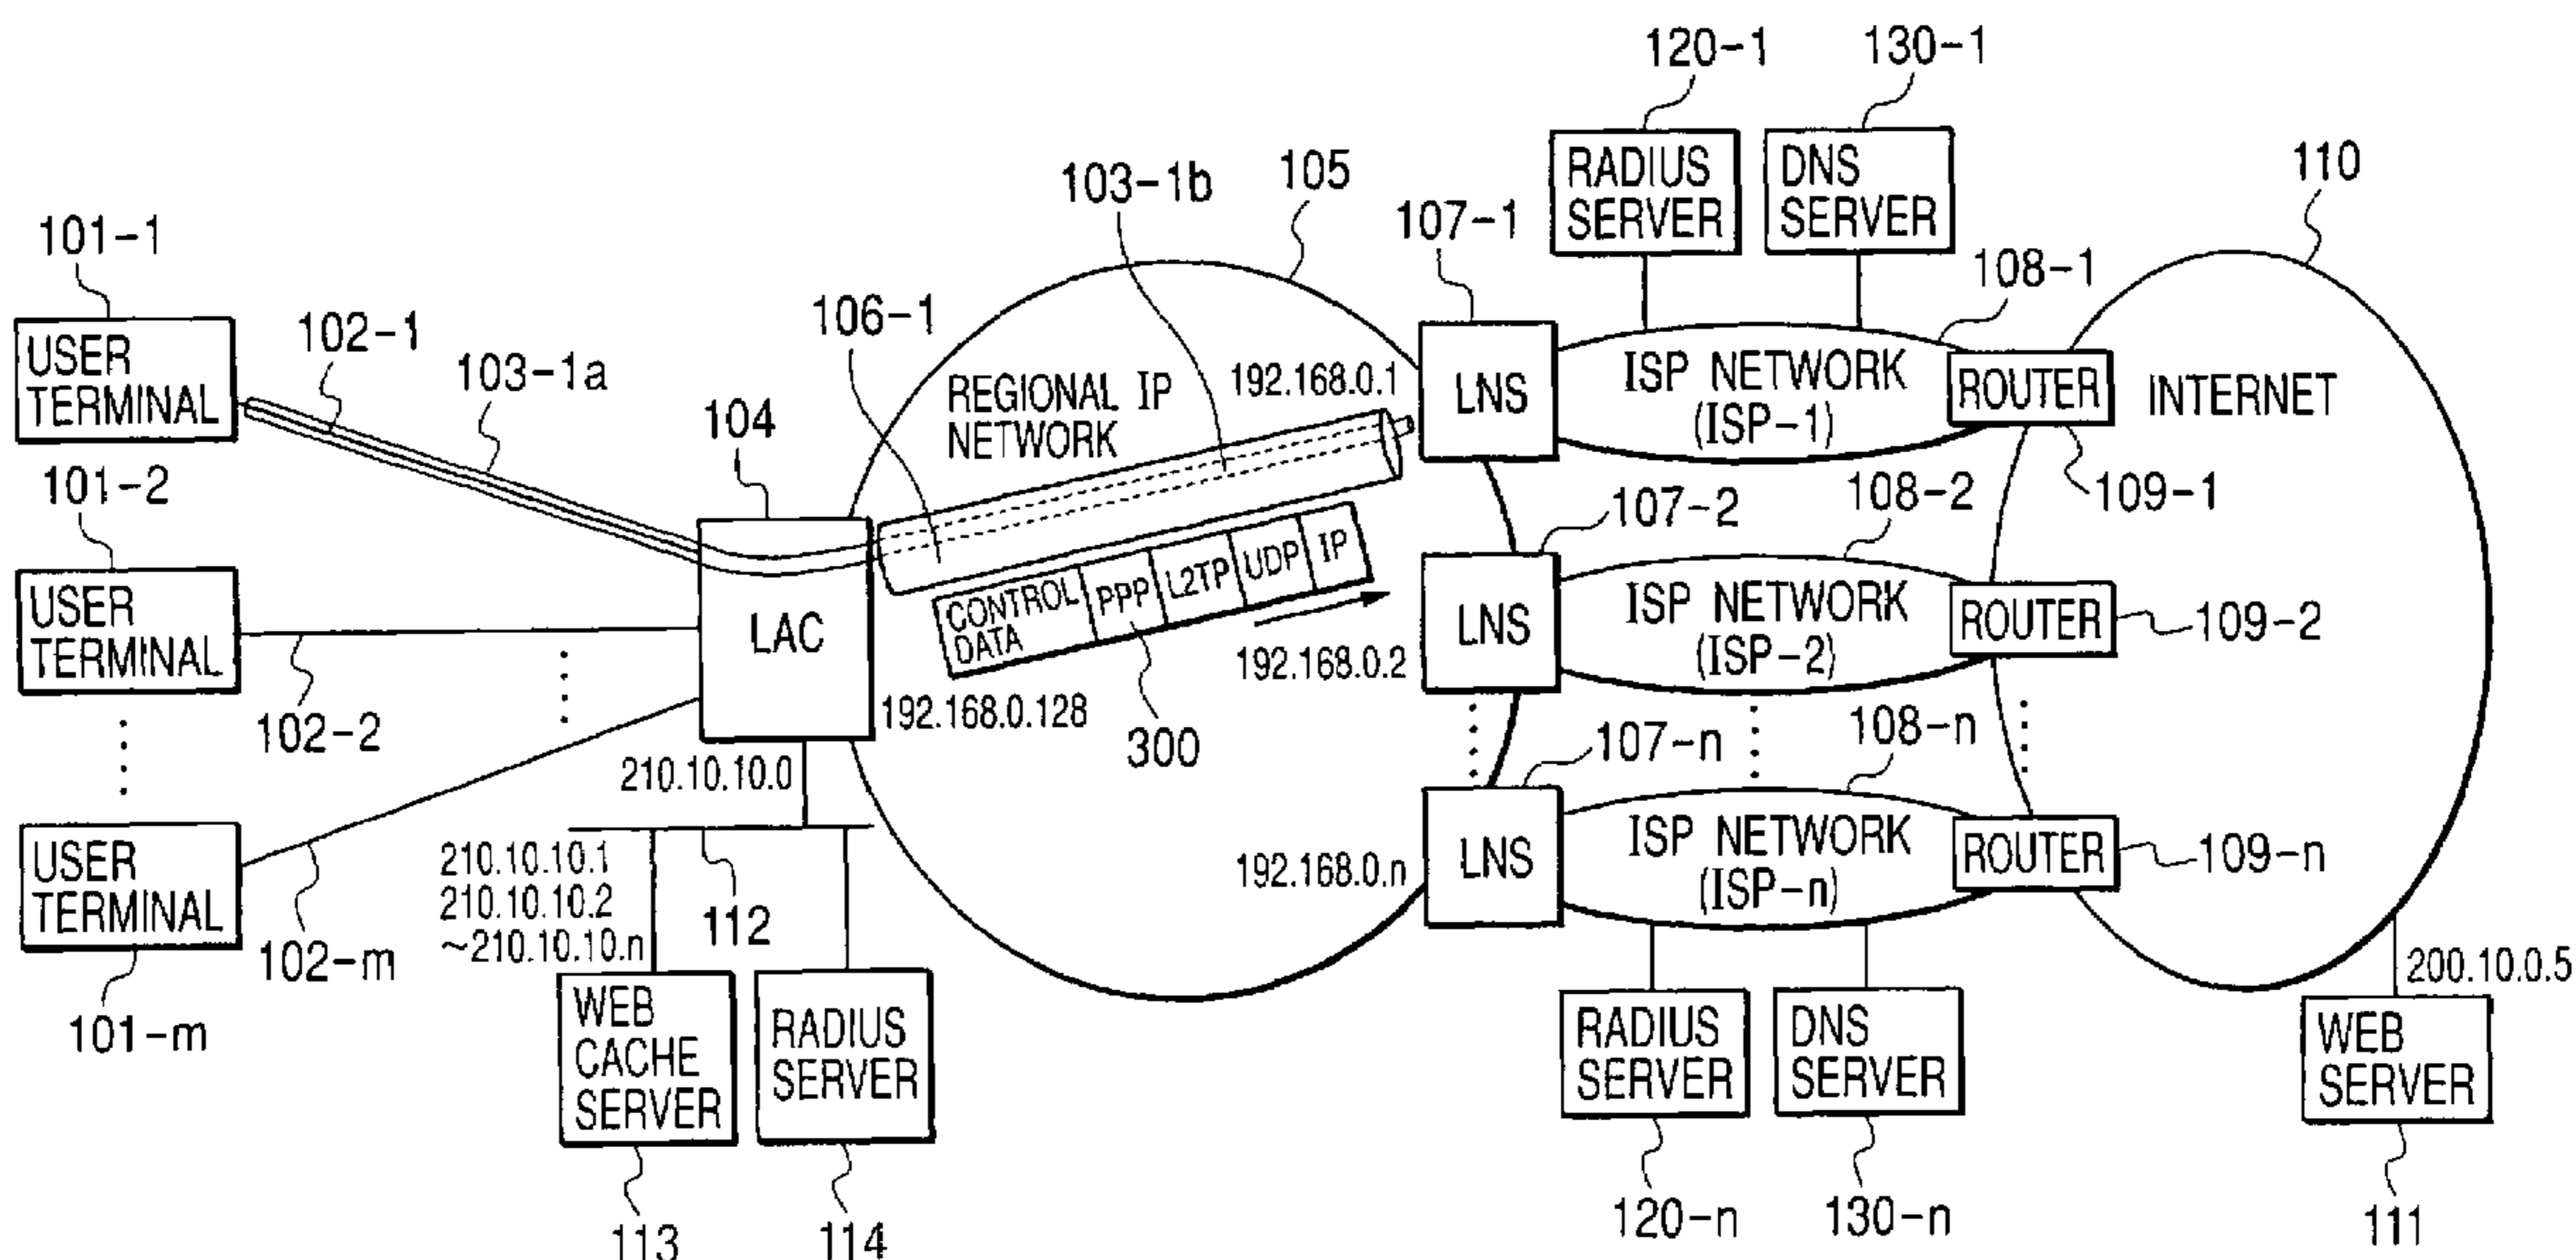 120-1
130-1
RADIUS
SERVER
DNS
SERVER
110
103-1b
105
107-1
101-1
108-1
USER
TERMINAL
102-1
103-1a
106-1
104
REGIONAL IP
NETWORK
192.168.0.1
LNS
ISP NETWORK
(ISP-1)
ROUTER
INTERNET
109-1
101-2
107-2
108-2
USER
TERMINAL
102-2
LAC
CONTROL
DATA
PPP
L2TP
UDP
IP
192.168.0.2
300
192.168.0.128
LNS
ISP NETWORK
(ISP-2)
ROUTER
109-2
210.10.10.0
107-n
108-n
USER
TERMINAL
102-m
101-m
210.10.10.1
210.10.10.2
~210.10.10.n
112
192.168.0.n
LNS
ISP NETWORK
(ISP-n)
ROUTER
109-n
200.10.0.5
WEB
CACHE
SERVER
RADIUS
SERVER
RADIUS
SERVER
DNS
SERVER
WEB
SERVER
113
114
120-n
130-n
111